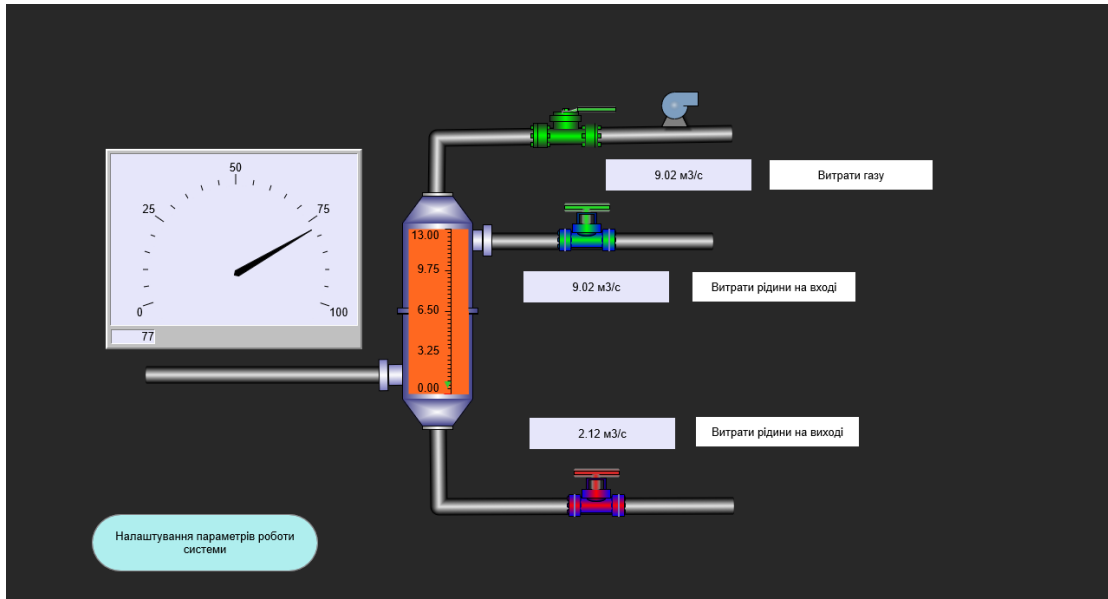 50
25
75
0
100
77
13.00
9.75
6.50
3.25
0.00
9.02 м3/с
Витрати газу
9.02 м3/с
Витрати рідини на вході
2.12 м3/с
Витрати рідини на виході
Налаштування параметрів роботи
системи